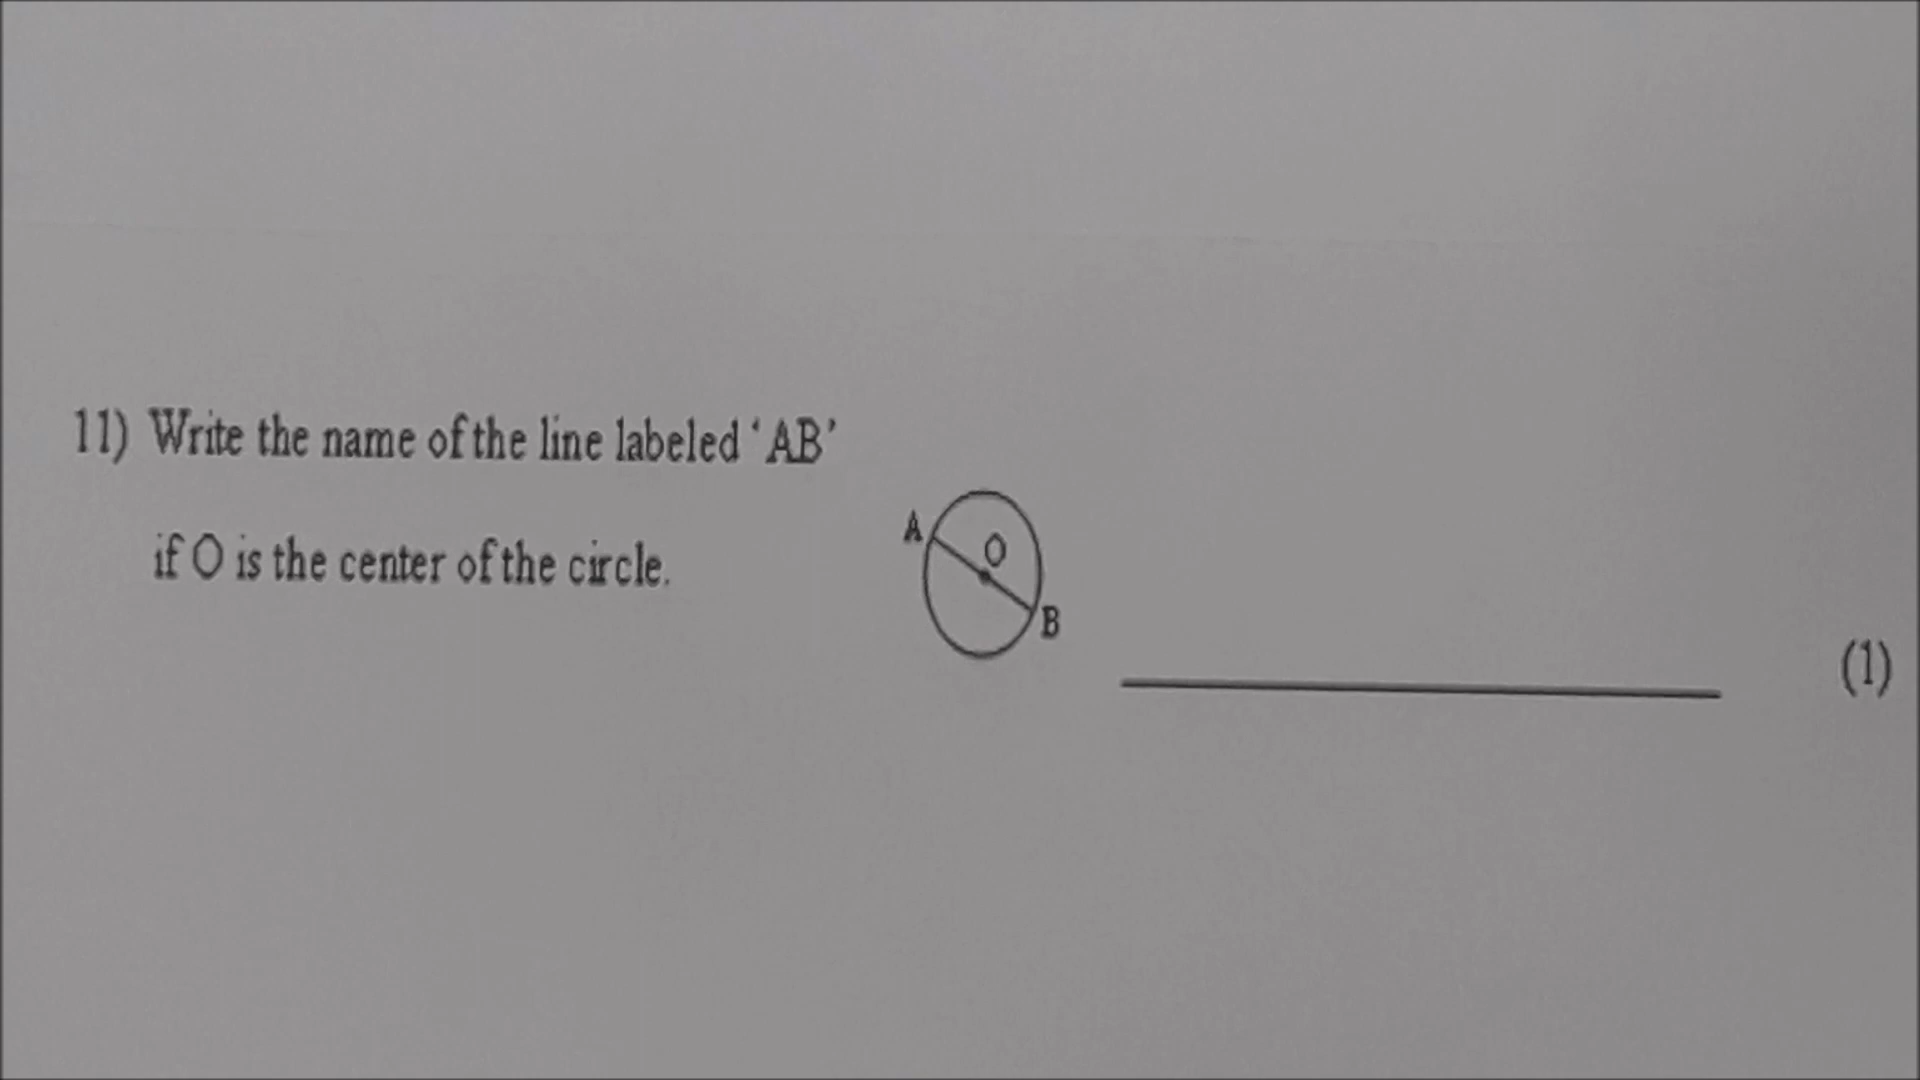 11) Write the name of the line labeled ‘AB’
if O is the center of the circle.
A
O
B
(1)